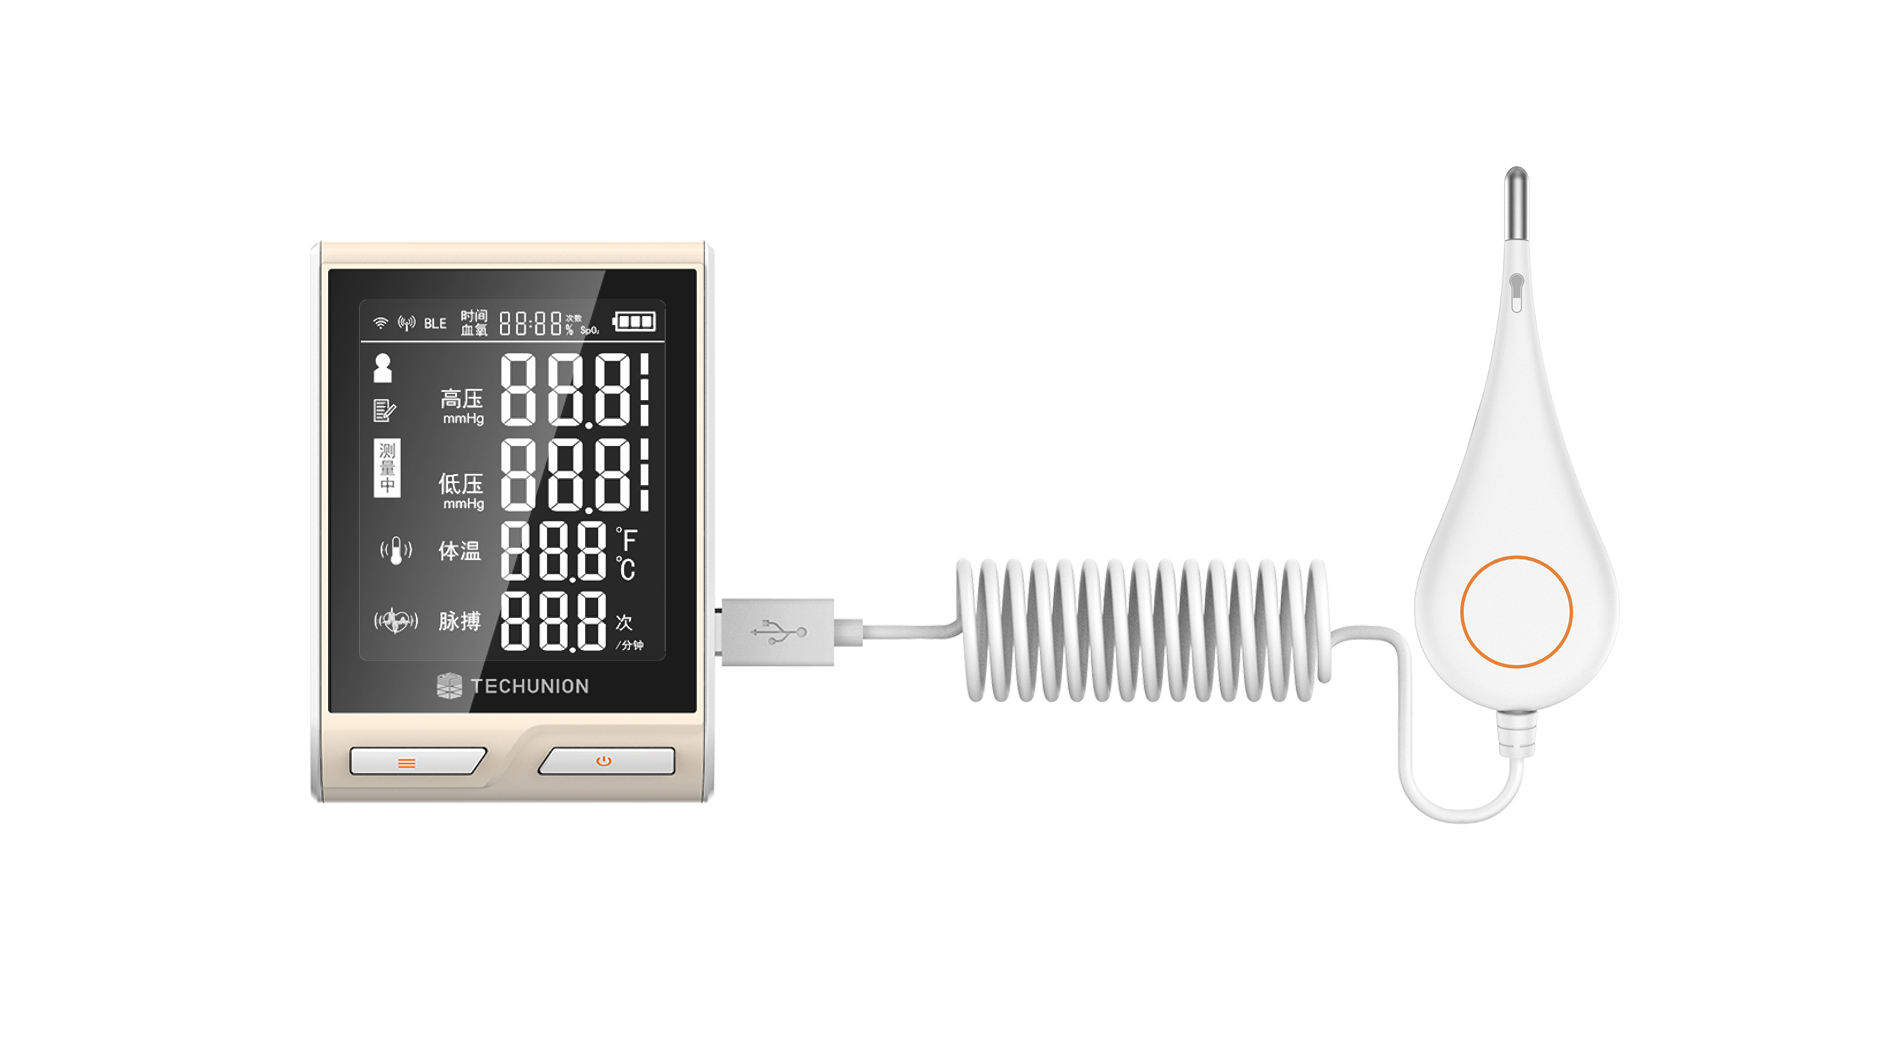 BLE
时间
血氧
88:88
次数
% SpO₂
高压
mmHg
88.8
测量中
低压
mmHg
88.8
体温
88.8
°F
°C
脉搏
88.8
次
/分钟
TECHUNION